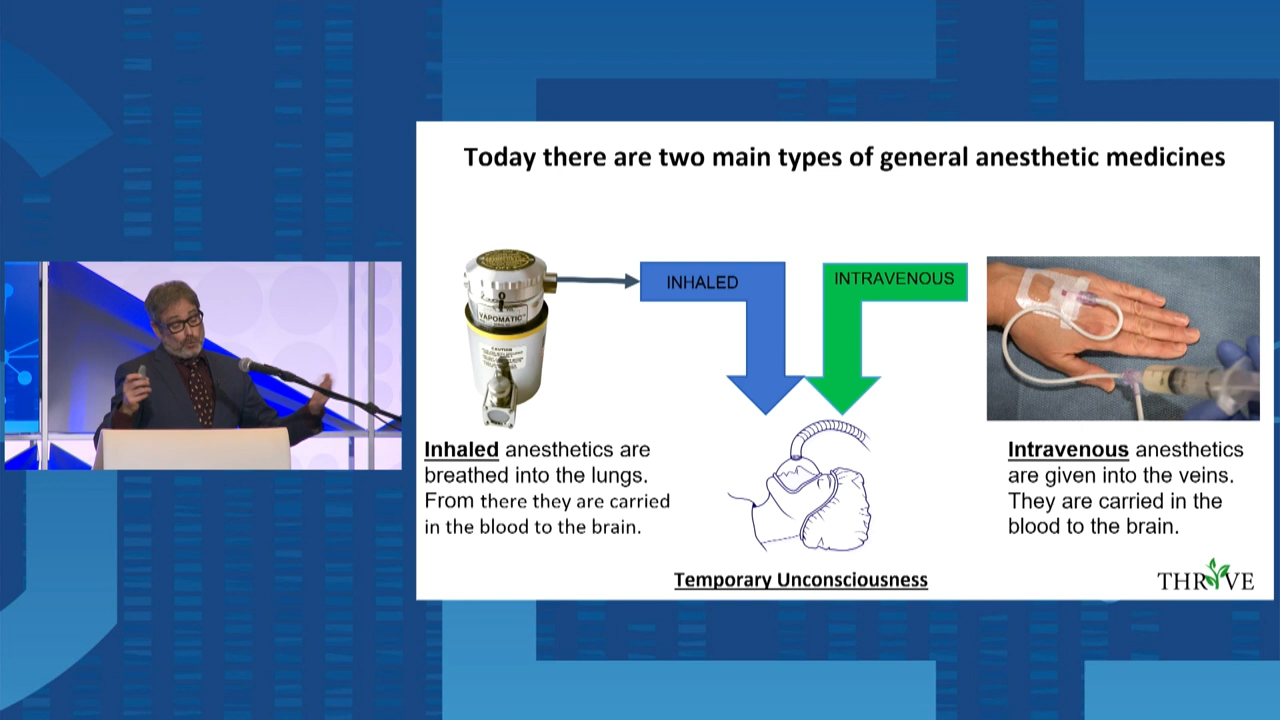 Today there are two main types of general anesthetic medicines
INHALED
INTRAVENOUS
VAPOMATIC
CAUTION
Inhaled anesthetics are
breathed into the lungs.
From there they are carried
in the blood to the brain.
Intravenous anesthetics
are given into the veins.
They are carried in the
blood to the brain.
Temporary Unconsciousness
THRIVE